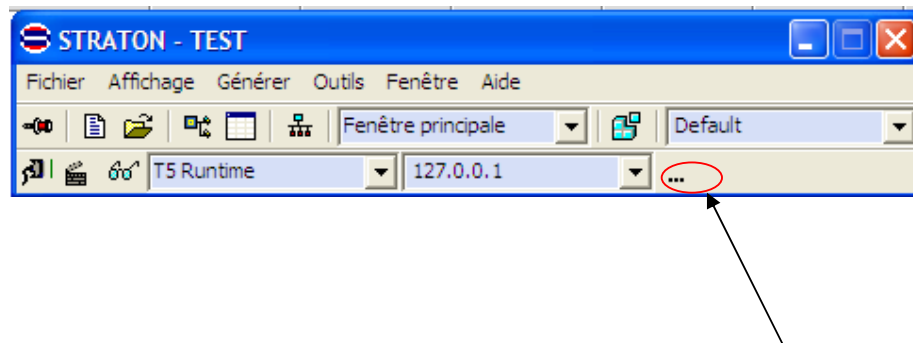 STRATON - TEST
Fichier Affichage Générer Outils Fenêtre Aide
Fenêtre principale Default
T5 Runtime 127.0.0.1 ...